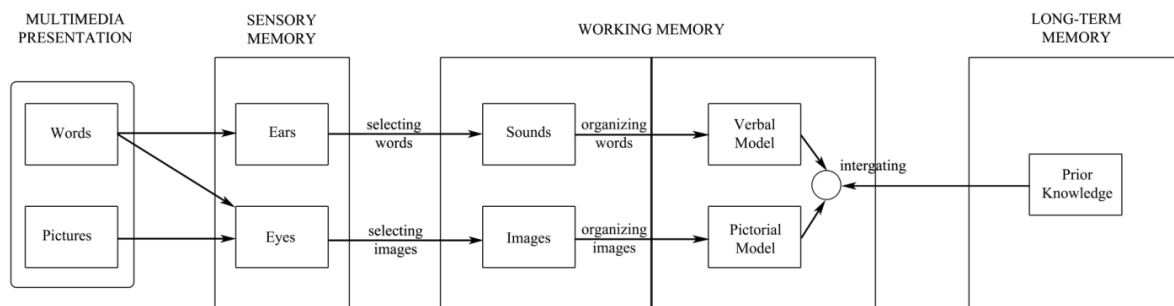 MULTIMEDIA
PRESENTATION
SENSORY
MEMORY
WORKING MEMORY
LONG-TERM
MEMORY
Words
Ears
selecting
words
Sounds
organizing
words
Verbal
Model
intergating
Prior
Knowledge
Pictures
Eyes
selecting
images
Images
organizing
images
Pictorial
Model